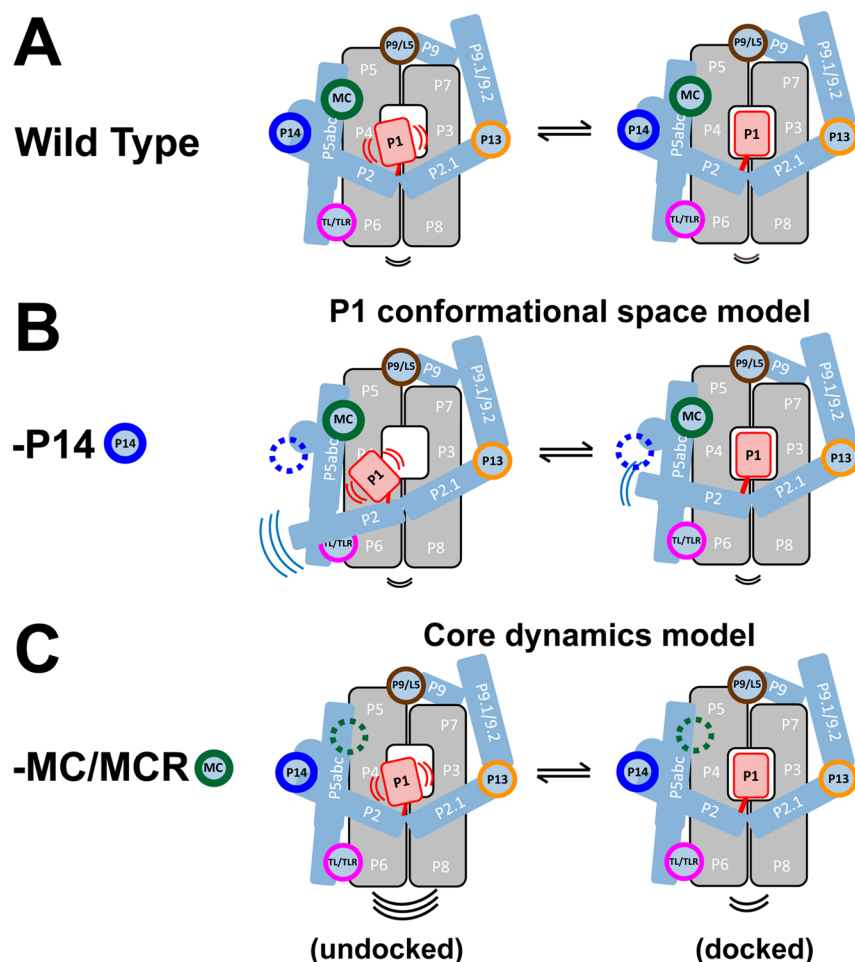 A
Wild Type
P9/L5
P9
P9.1/9.2
P5
P7
MC
P14
P5abc
P4
P1
P3
P13
P2
P2.1
TL/TLR
P6
P8
P9/L5
P9
P9.1/9.2
P5
P7
MC
P14
P5abc
P4
P1
P3
P13
P2
P2.1
TL/TLR
P6
P8
P1 conformational space model
B
-P14
P14
P9/L5
P9
P9.1/9.2
P5
P7
MC
P5abc
P1
P3
P13
P2
P2.1
TL/TLR
P6
P8
P9/L5
P9
P9.1/9.2
P5
P7
MC
P5abc
P4
P1
P3
P13
P2
P2.1
TL/TLR
P6
P8
Core dynamics model
C
-MC/MCR
MC
P9/L5
P9
P9.1/9.2
P5
P7
P14
P5abc
P4
P1
P3
P13
P2
P2.1
TL/TLR
P6
P8
P9/L5
P9
P9.1/9.2
P5
P7
P14
P5abc
P4
P1
P3
P13
P2
P2.1
TL/TLR
P6
P8
(undocked)
(docked)